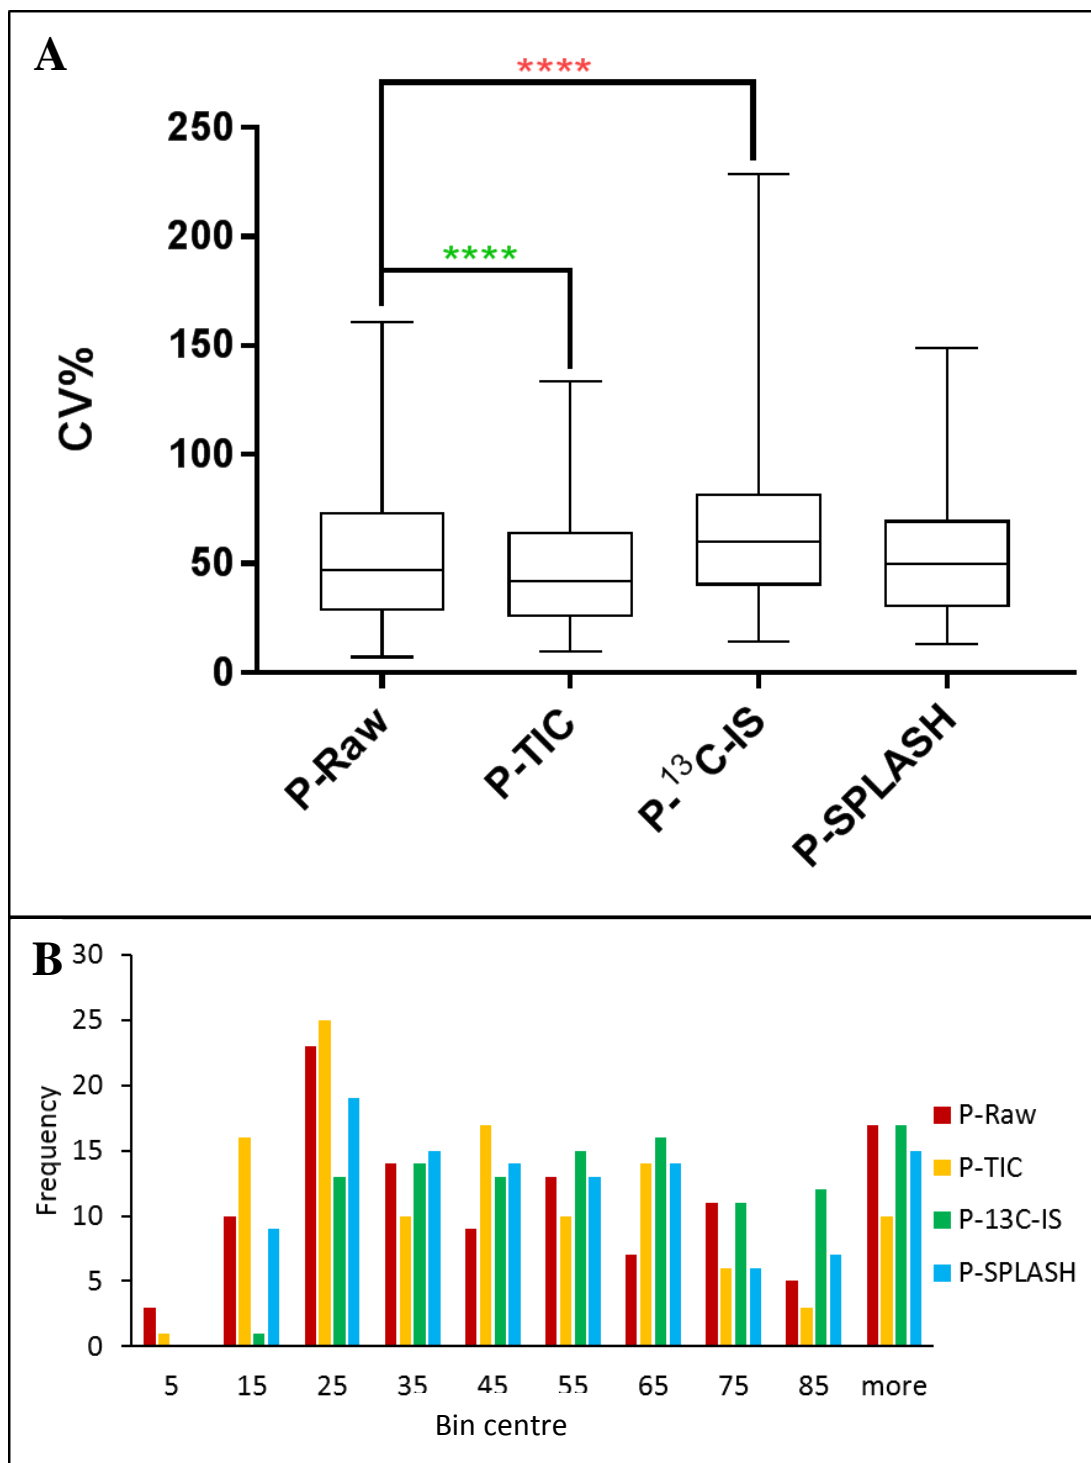 A
****
****
250
200
150
100
50
0
CV%
P-Raw
P-TIC
P-¹³C-IS
P-SPLASH
B
30
25
20
15
10
5
0
Frequency
5 15 25 35 45 55 65 75 85 more
Bin centre
P-Raw
P-TIC
P-13C-IS
P-SPLASH